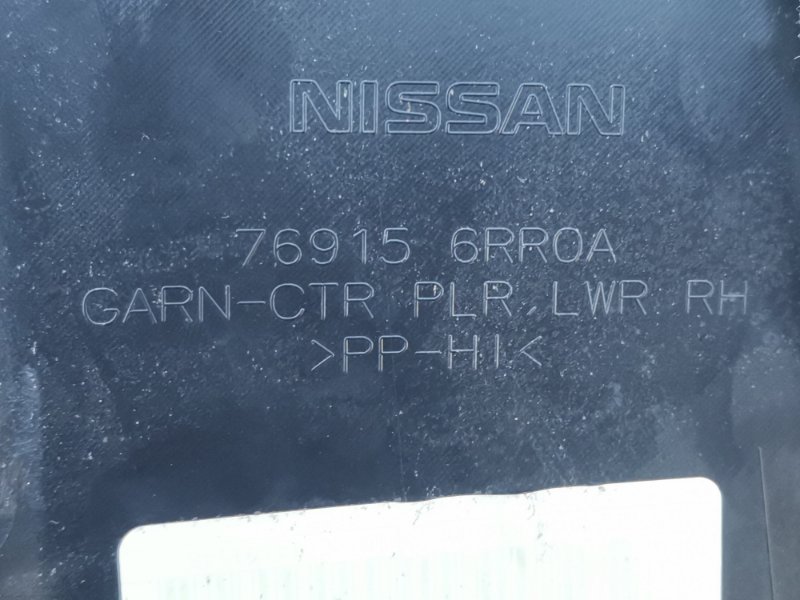 NISSAN
76915 6RR0A
GARN-CTR PLR, LWR RH
>PP-HI<